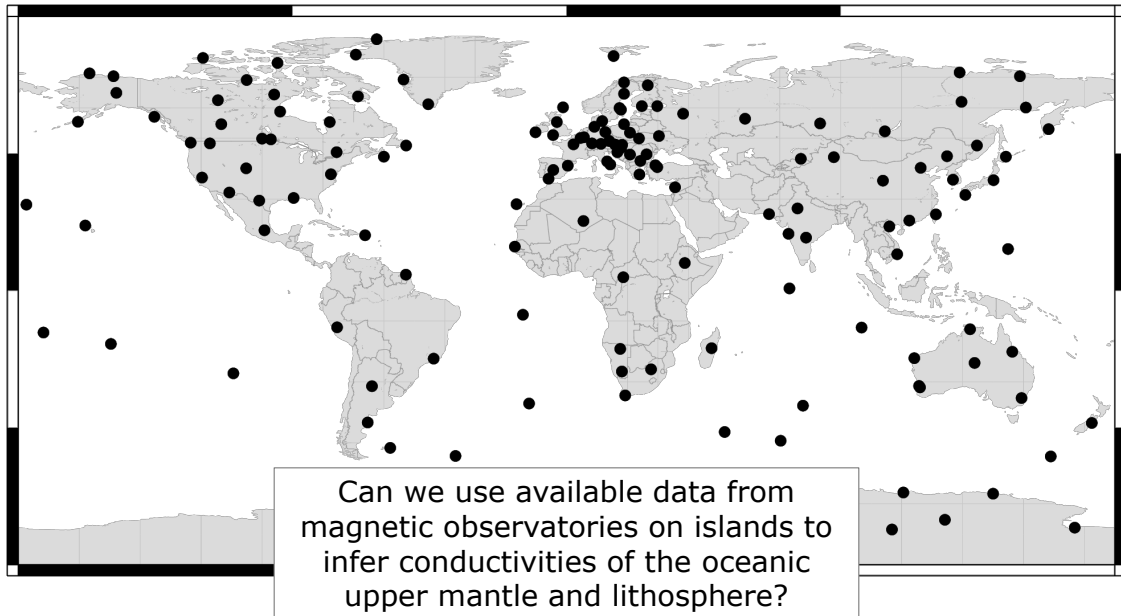 Can we use available data from
magnetic observatories on islands to
infer conductivities of the oceanic
upper mantle and lithosphere?